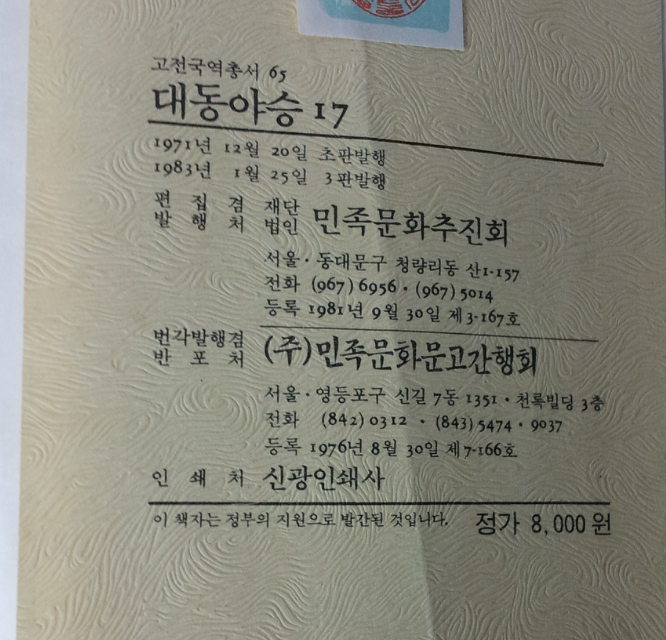 고전국역총서 65
대동야승 17
1971년 12월 20일 초판발행
1983년 1월 25일 3판발행
편집겸 재단
발행처 법인 민족문화추진회
서울·동대문구 청량리동 산1-157
전화 (967) 6956 · (967) 5014
등록 1981년 9월 30일 제3-167호
번각발행겸
반포처 (주)민족문화문고간행회
서울·영등포구 신길 7동 1351 · 천록빌딩 3층
전화 (842) 0312 · (843) 5474 · 9037
등록 1976년 8월 30일 제7-166호
인쇄처 신광인쇄사
이 책자는 정부의 지원으로 발간된 것입니다. 정가 8,000원